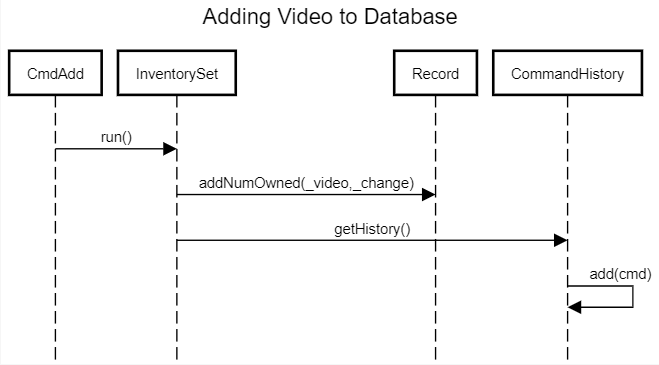 Adding Video to Database
CmdAdd
InventorySet
Record
CommandHistory
run()
addNumOwned(_video,_change)
getHistory()
add(cmd)